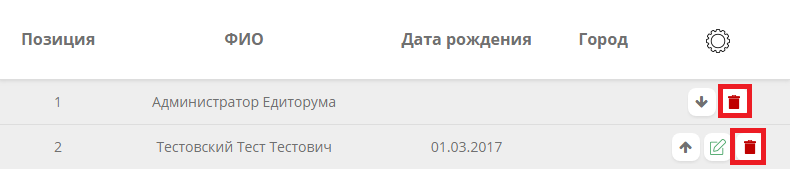 Позиция ФИО Дата рождения Город
1 Администратор Едиторума
2 Тестовский Тест Тестович 01.03.2017